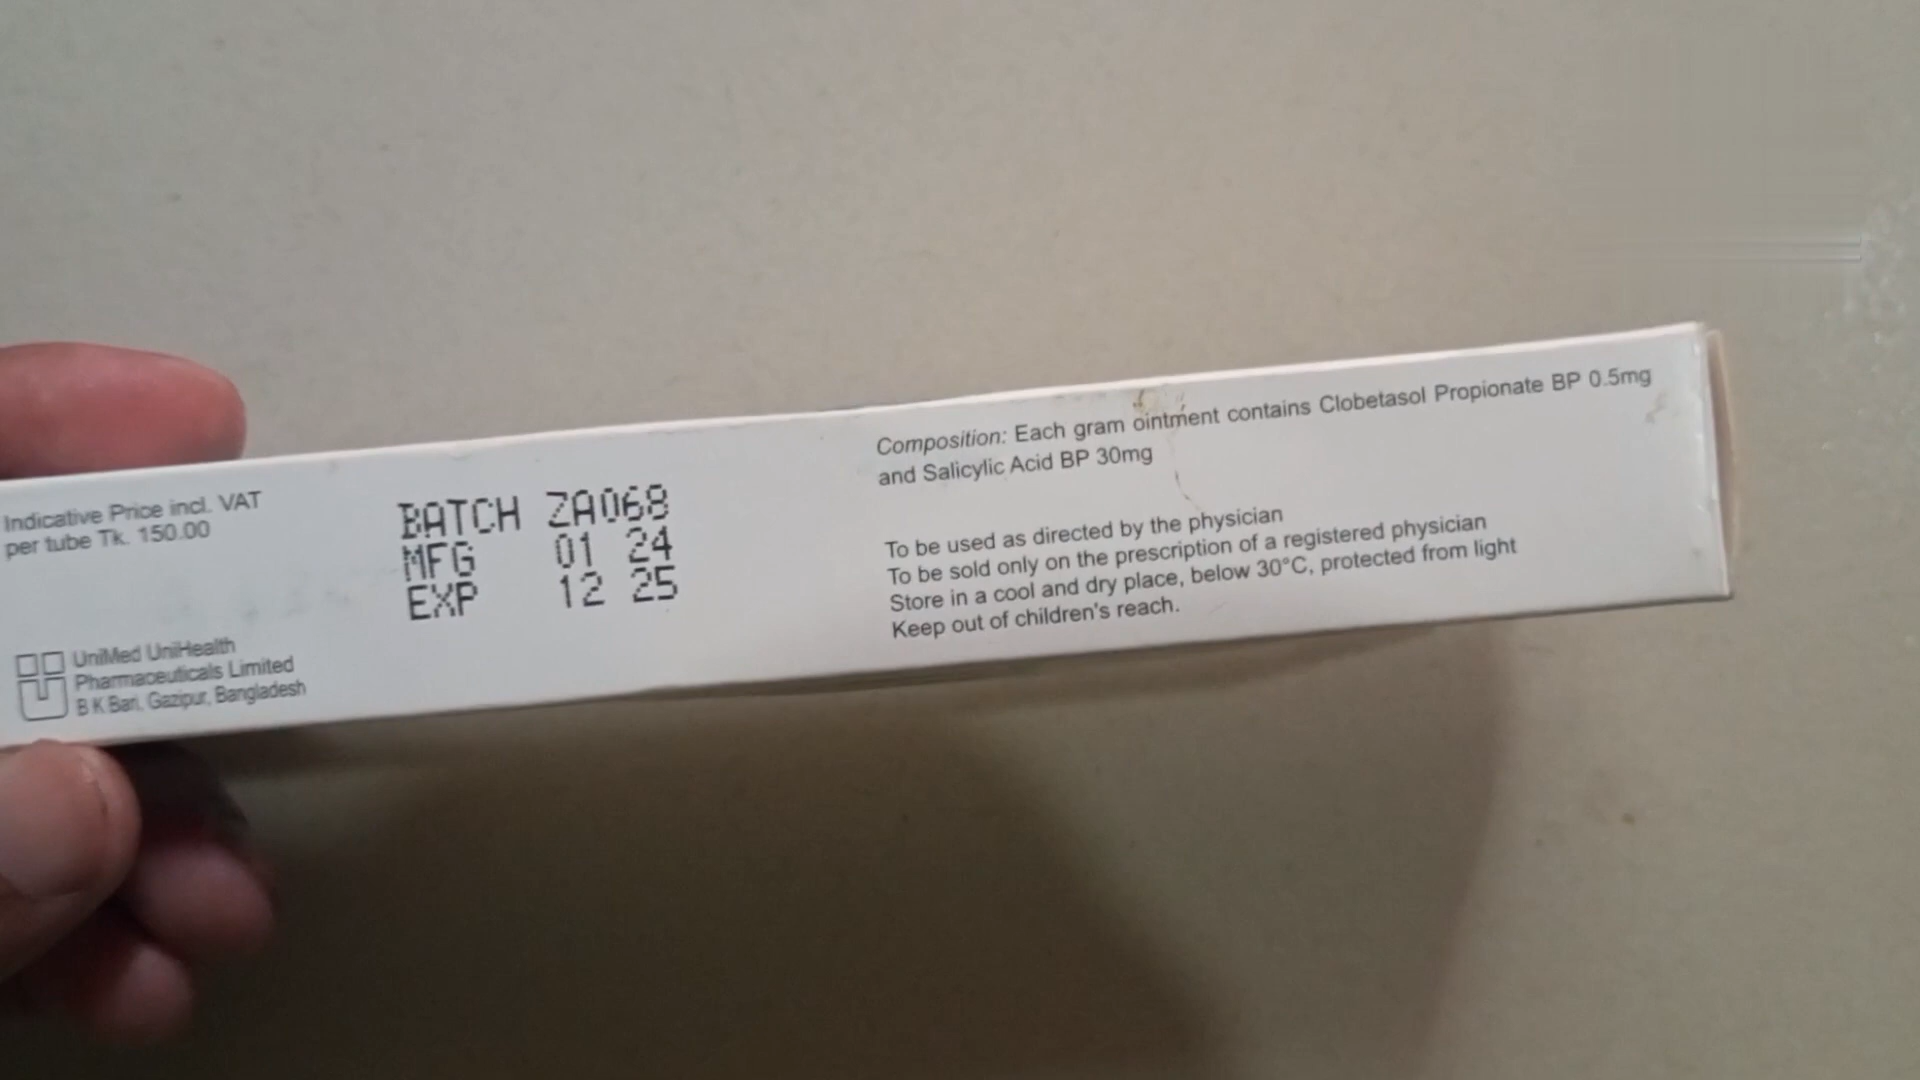 Indicative Price incl. VAT
per tube Tk. 150.00
UniMed UniHealth
Pharmaceuticals Limited
B K Bari, Gazipur, Bangladesh
BATCH ZA068
MFG 01 24
EXP 12 25
Composition: Each gram ointment contains Clobetasol Propionate BP 0.5mg
and Salicylic Acid BP 30mg
To be used as directed by the physician
To be sold only on the prescription of a registered physician
Store in a cool and dry place, below 30°C, protected from light
Keep out of children's reach.